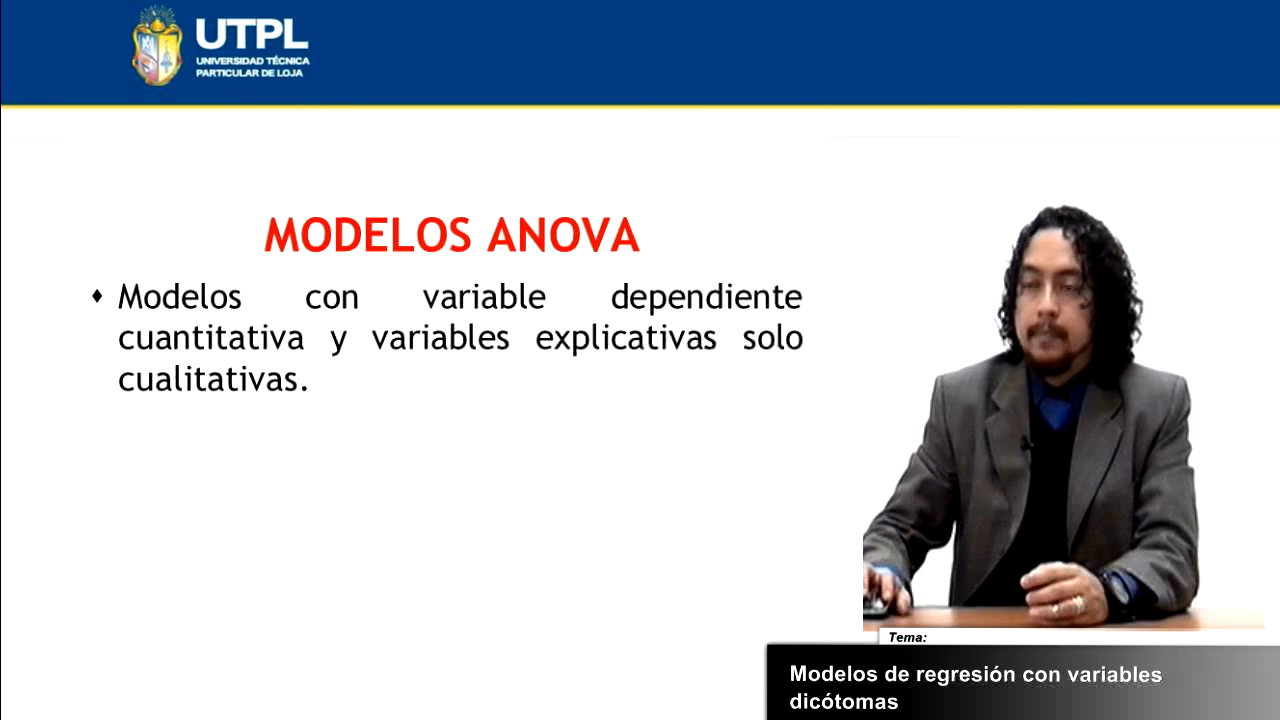 UTPL
UNIVERSIDAD TÉCNICA
PARTICULAR DE LOJA
MODELOS ANOVA
Modelos con variable dependiente
cuantitativa y variables explicativas solo
cualitativas.
Tema:
Modelos de regresión con variables
dicótomas